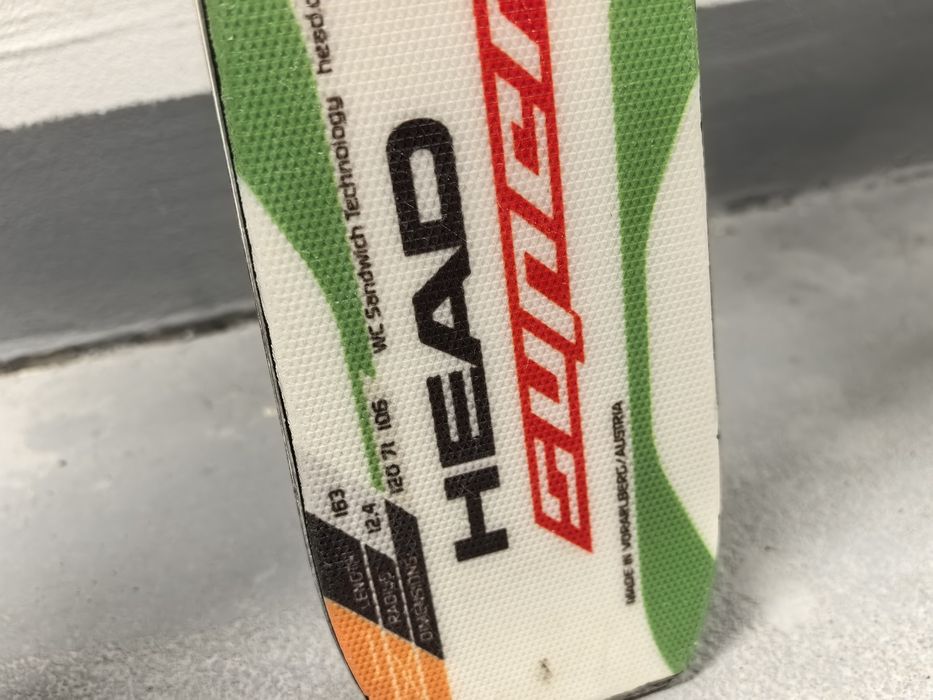 LENGTH 163
RADIUS 12.4
DIMENSIONS 120 71 106
WC Sandwich Technology
HEAD
MADE IN VORARLBERG/AUSTRIA